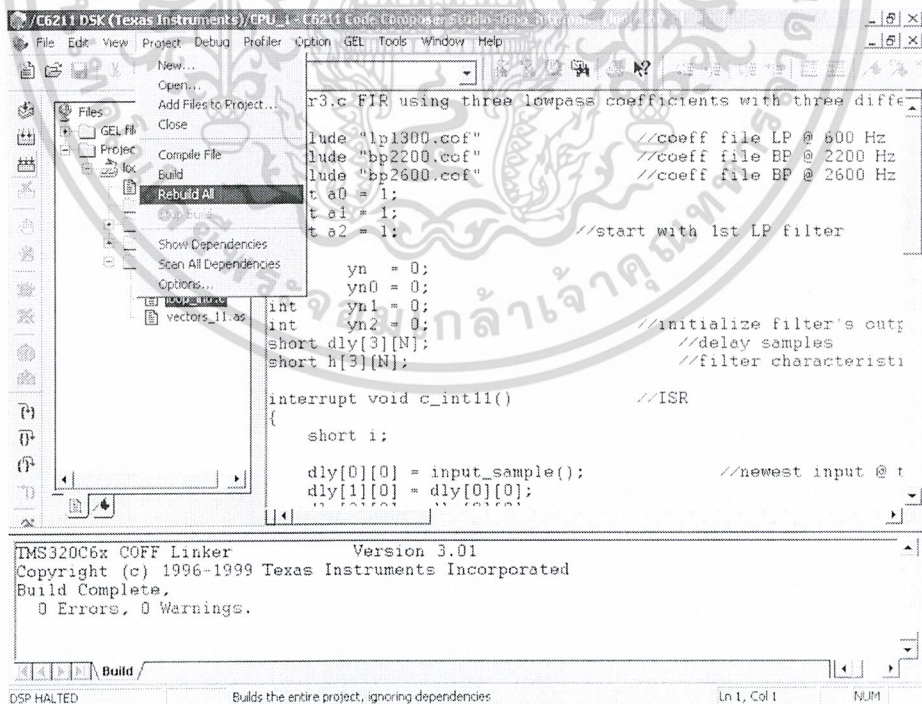 /C6211 DSK (Texas Instruments)/CPU_1 - C6211 Code Composer Studio
File Edit View Project Debug Profiler Option GEL Tools Window Help
New...
Open...
Add Files to Project...
Close
Compile File
Build
Rebuild All
Show Dependencies
Scan All Dependencies
Options...
Files
GEL fil
Projec
vectors_11.as
r3.c FIR using three lowpass coefficients with three diffe
lude "lp1300.cof" //coeff file LP @ 600 Hz
lude "bp2200.cof" //coeff file BP @ 2200 Hz
lude "bp2600.cof" //coeff file BP @ 2600 Hz
t a0 = 1;
t a1 = 1;
t a2 = 1; //start with 1st LP filter
yn = 0;
yn0 = 0;
int yn1 = 0;
int yn2 = 0; //initialize filter's outp
short dly[3][N]; //delay samples
short h[3][N]; //filter characteristi
interrupt void c_int11() //ISR
{
short i;
dly[0][0] = input_sample(); //newest input @ t
dly[1][0] = dly[0][0];
TMS320C6x COFF Linker Version 3.01
Copyright (c) 1996-1999 Texas Instruments Incorporated
Build Complete,
0 Errors, 0 Warnings.
Build
DSP HALTED Builds the entire project, ignoring dependencies Ln 1, Col 1 NUM